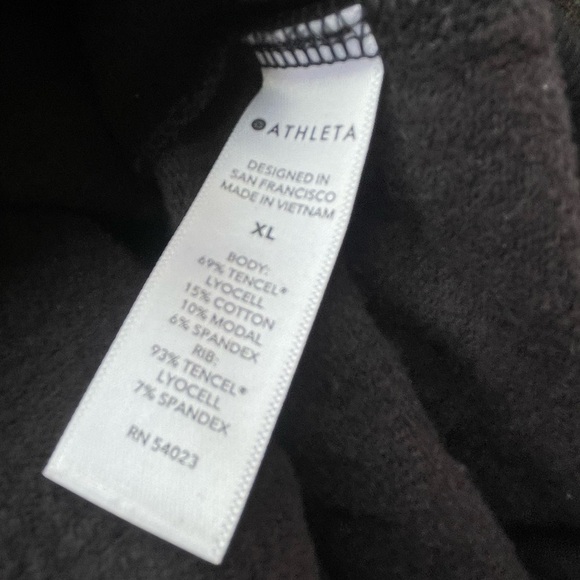 ATHLETA
DESIGNED IN
SAN FRANCISCO
MADE IN VIETNAM
XL
BODY:
69% TENCEL®
LYOCELL
15% COTTON
10% MODAL
6% SPANDEX
RIB:
93% TENCEL®
LYOCELL
7% SPANDEX
RN 54023